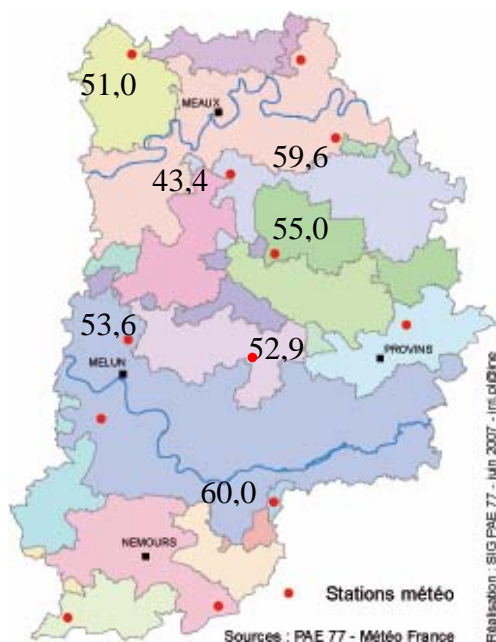 51,0
MEAUX
59,6
43,4
55,0
53,6
52,9
PROVINS
MELUN
60,0
NEMOURS
Stations météo
Sources : PAE 77 - Météo France
Réalisation : SIG PAE 77 - juin 2007